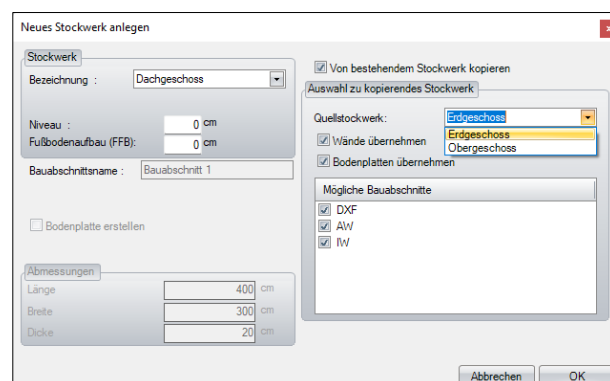 Neues Stockwerk anlegen
Stockwerk
Bezeichnung :
Dachgeschoss
Niveau :
0 cm
Fußbodenaufbau (FFB):
0 cm
Bauabschnittsname :
Bauabschnitt 1
Bodenplatte erstellen
Abmessungen
Länge
400 cm
Breite
300 cm
Dicke
20 cm
Von bestehendem Stockwerk kopieren
Auswahl zu kopierendes Stockwerk
Quellstockwerk:
Erdgeschoss
Erdgeschoss
Obergeschoss
Wände übernehmen
Bodenplatten übernehmen
Mögliche Bauabschnitte
DXF
AW
IW
Abbrechen
OK